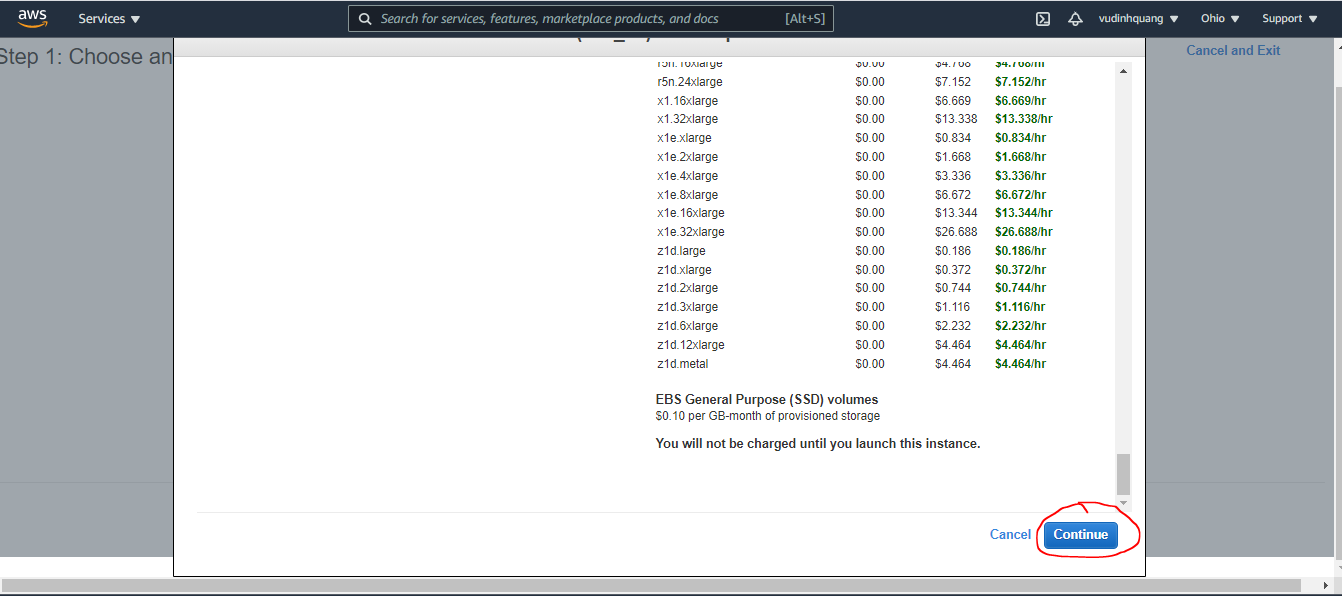 aws Services Search for services, features, marketplace products, and docs [Alt+S] vudinhquang Ohio Support
Step 1: Choose an
Cancel and Exit
r5n.16xlarge $0.00 $4.768 $4.768/hr
r5n.24xlarge $0.00 $7.152 $7.152/hr
x1.16xlarge $0.00 $6.669 $6.669/hr
x1.32xlarge $0.00 $13.338 $13.338/hr
x1e.xlarge $0.00 $0.834 $0.834/hr
x1e.2xlarge $0.00 $1.668 $1.668/hr
x1e.4xlarge $0.00 $3.336 $3.336/hr
x1e.8xlarge $0.00 $6.672 $6.672/hr
x1e.16xlarge $0.00 $13.344 $13.344/hr
x1e.32xlarge $0.00 $26.688 $26.688/hr
z1d.large $0.00 $0.186 $0.186/hr
z1d.xlarge $0.00 $0.372 $0.372/hr
z1d.2xlarge $0.00 $0.744 $0.744/hr
z1d.3xlarge $0.00 $1.116 $1.116/hr
z1d.6xlarge $0.00 $2.232 $2.232/hr
z1d.12xlarge $0.00 $4.464 $4.464/hr
z1d.metal $0.00 $4.464 $4.464/hr
EBS General Purpose (SSD) volumes
$0.10 per GB-month of provisioned storage
You will not be charged until you launch this instance.
Cancel Continue